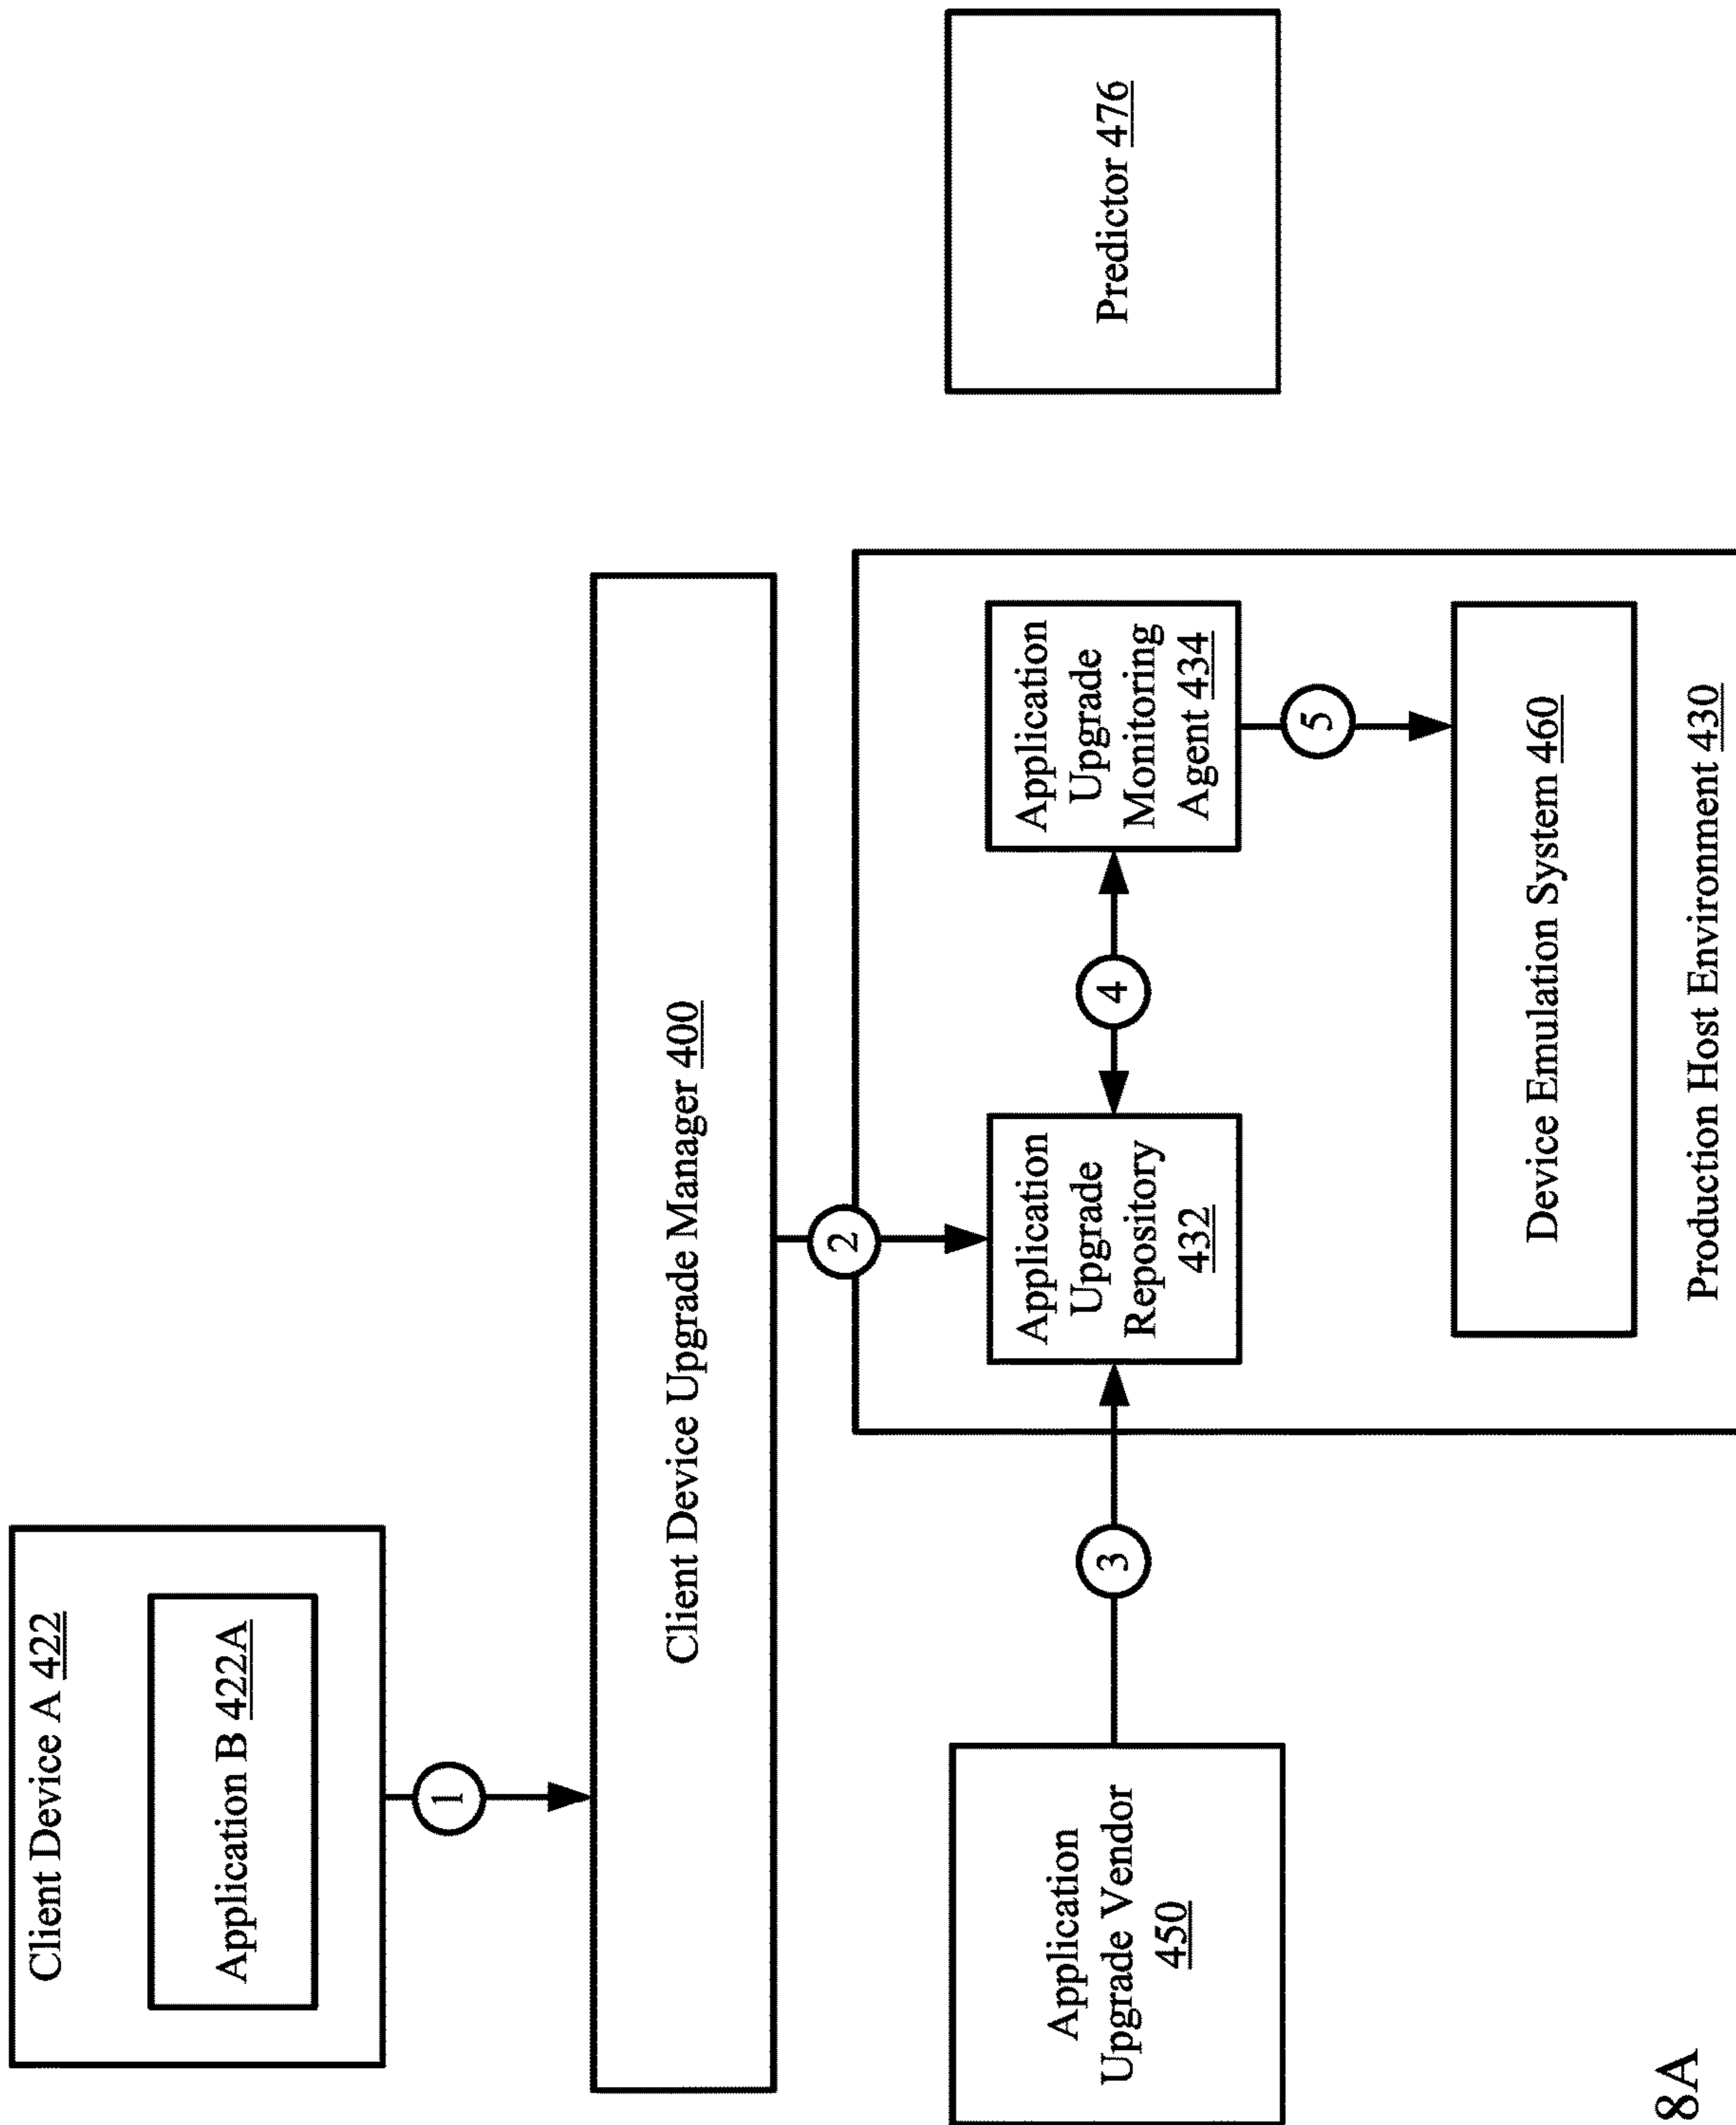 Client Device A 422
Application B 422A
1
Client Device Upgrade Manager 400
2
Application
Upgrade Vendor
450
3
Application
Upgrade
Repository
432
4
Application
Upgrade
Monitoring
Agent 434
5
Device Emulation System 460
Production Host Environment 430
Predictor 476
8A